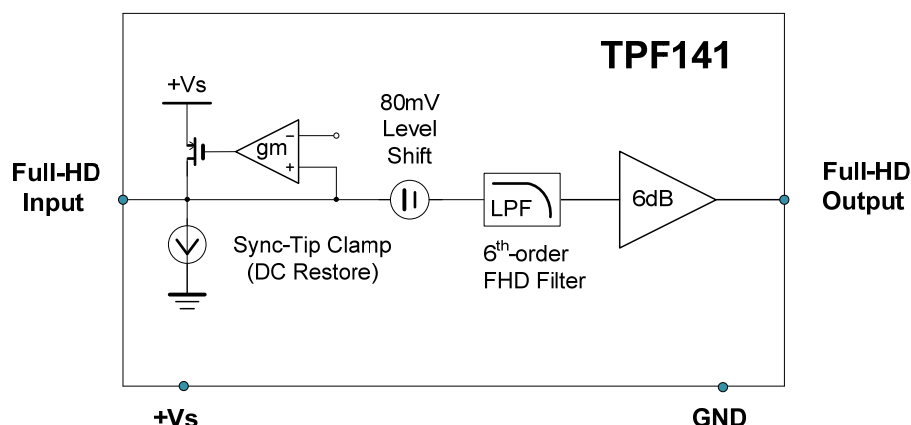 TPF141
+Vs
80mV
Level
Shift
gm
−
+
Full-HD
Input
LPF
6dB
Full-HD
Output
Sync-Tip Clamp
(DC Restore)
6th-order
FHD Filter
+Vs
GND